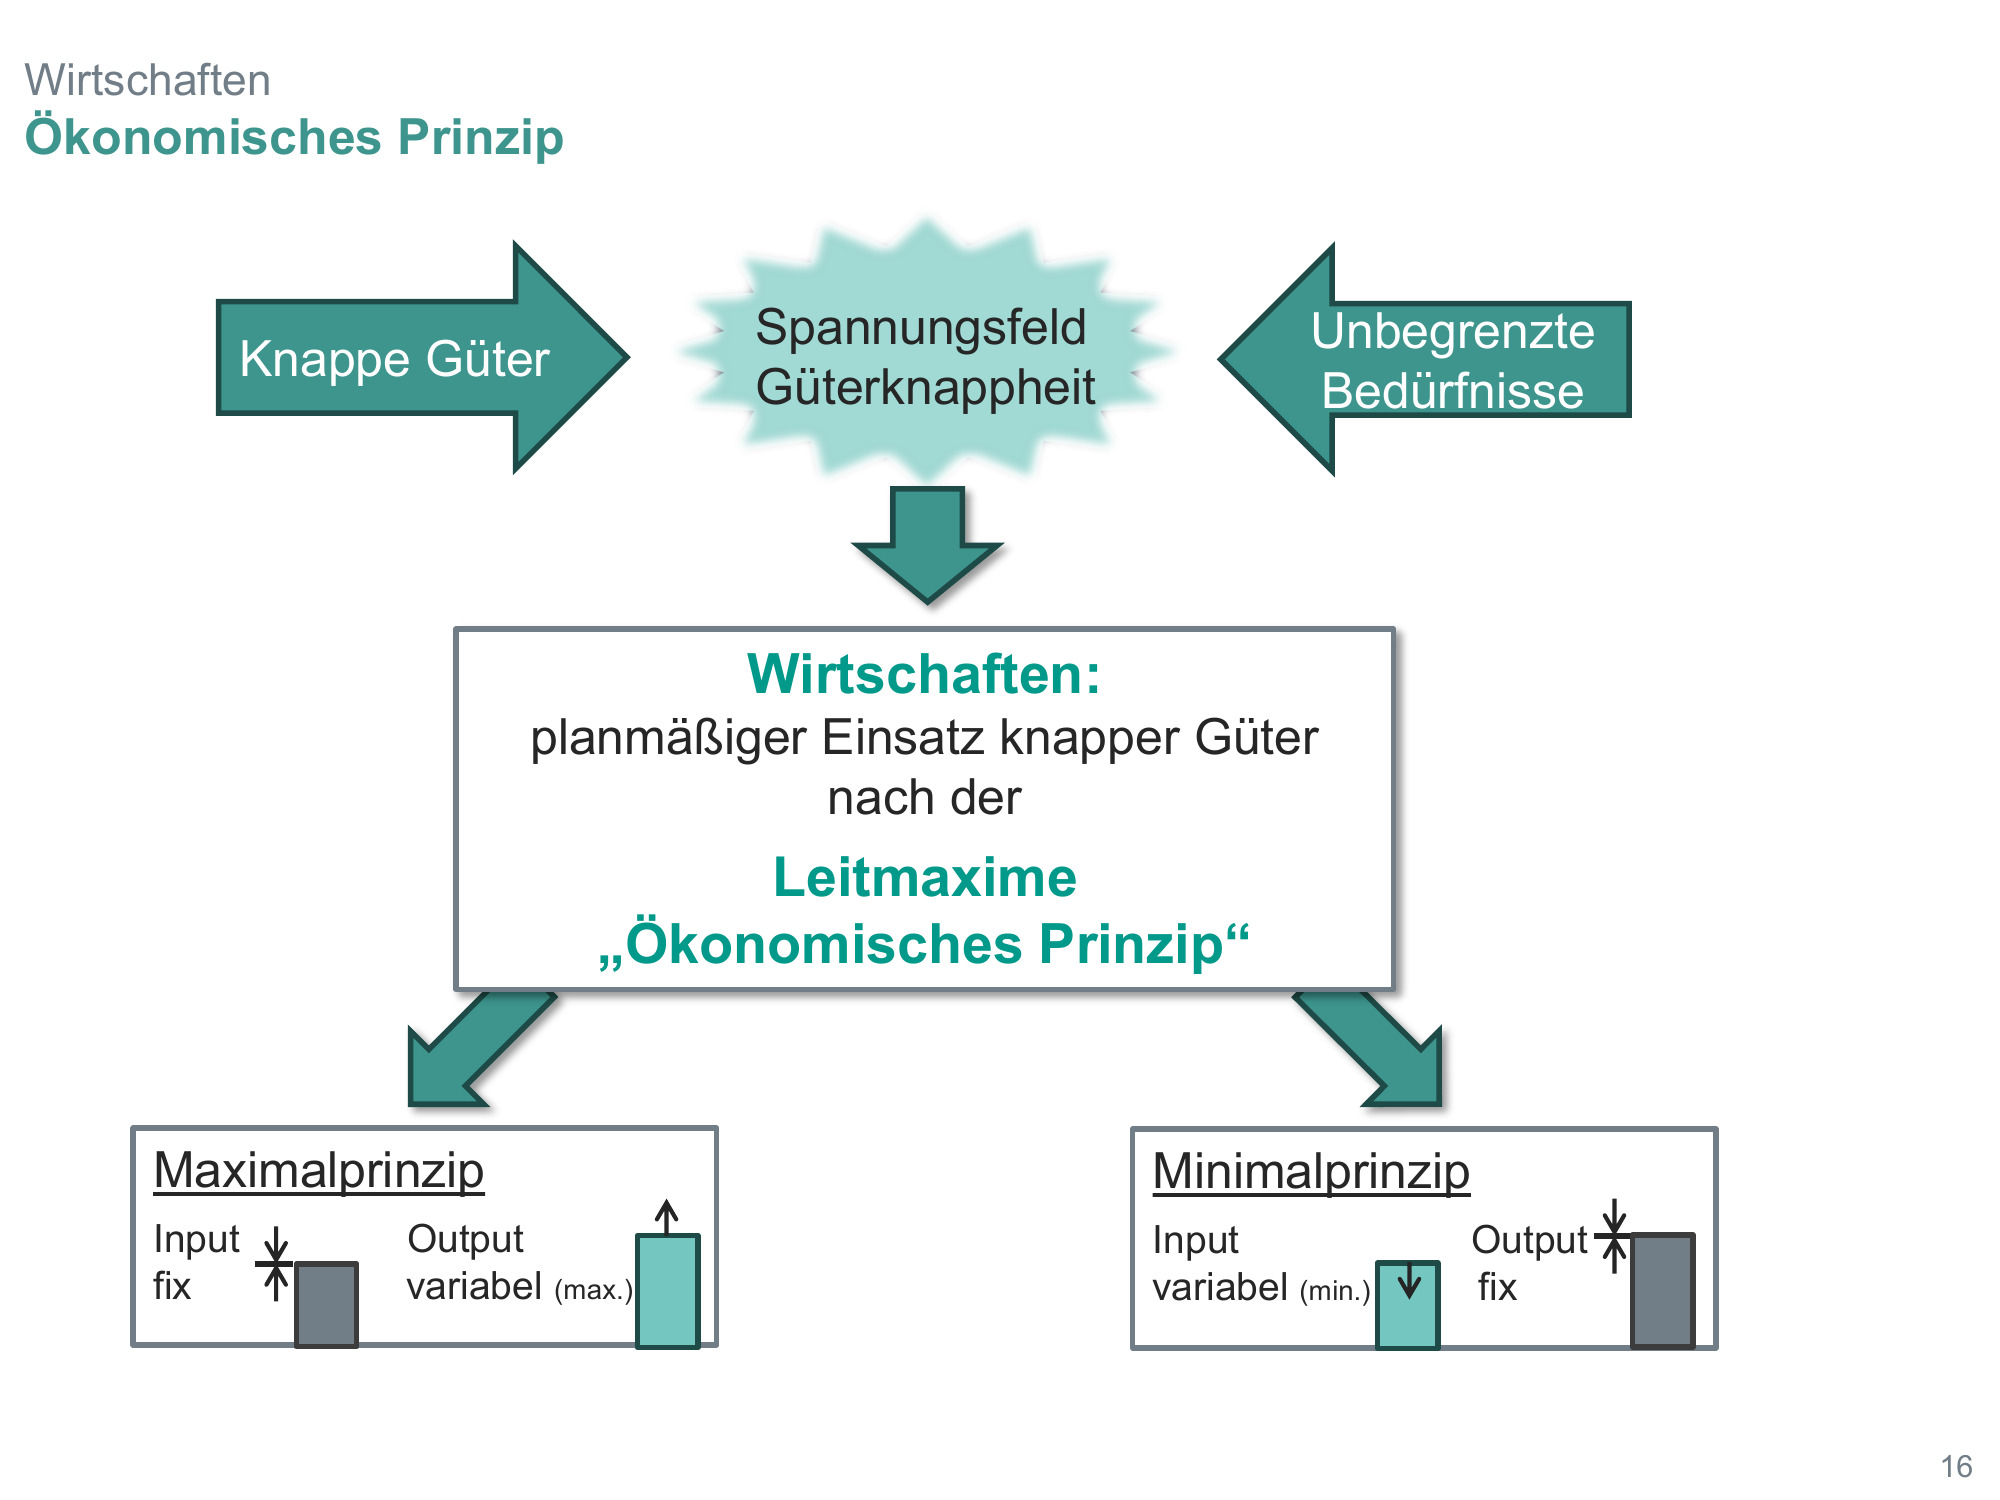 Wirtschaften
Ökonomisches Prinzip
Knappe Güter
Spannungsfeld
Güterknappheit
Unbegrenzte
Bedürfnisse
Wirtschaften:
planmäßiger Einsatz knapper Güter
nach der
Leitmaxime
„Ökonomisches Prinzip“
Maximalprinzip
Input
fix
Output
variabel (max.)
Minimalprinzip
Input
variabel (min.)
Output
fix
16